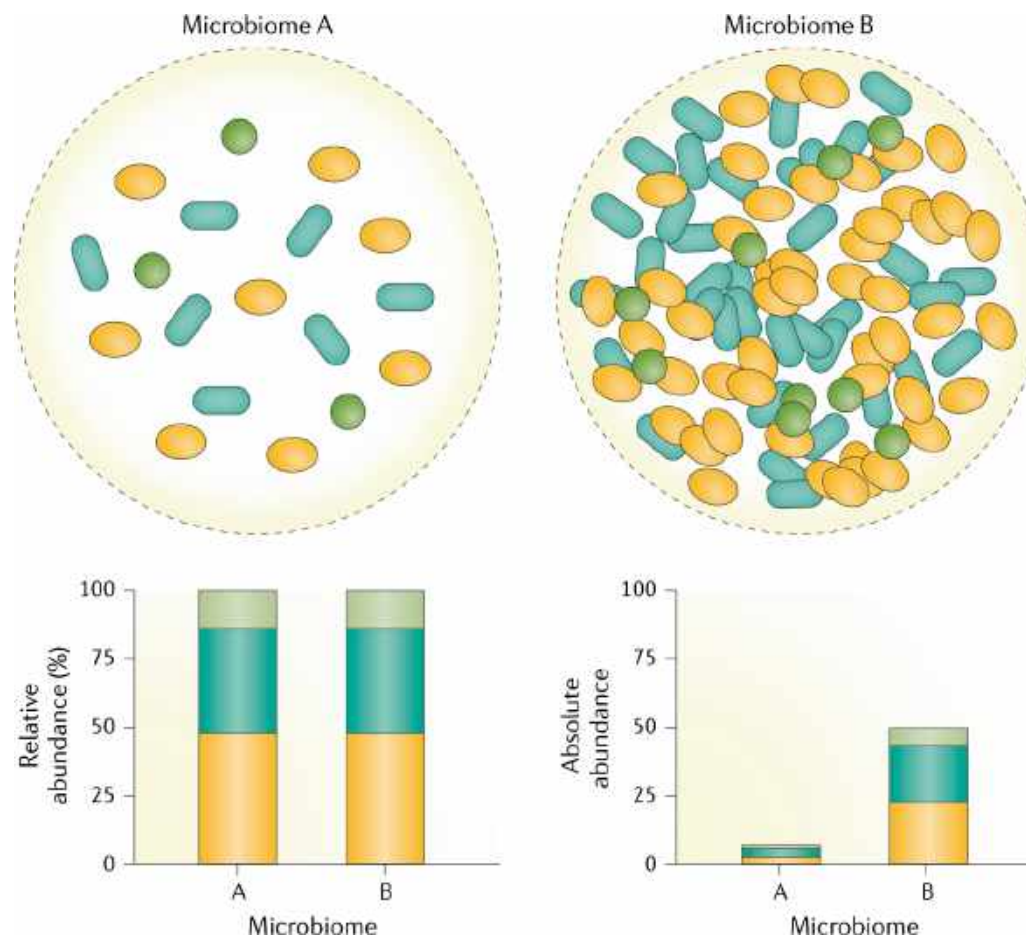 Microbiome A
Microbiome B
Relative
abundance (%)
100
75
50
25
0
A
B
Microbiome
Absolute
abundance
100
75
50
25
0
A
B
Microbiome